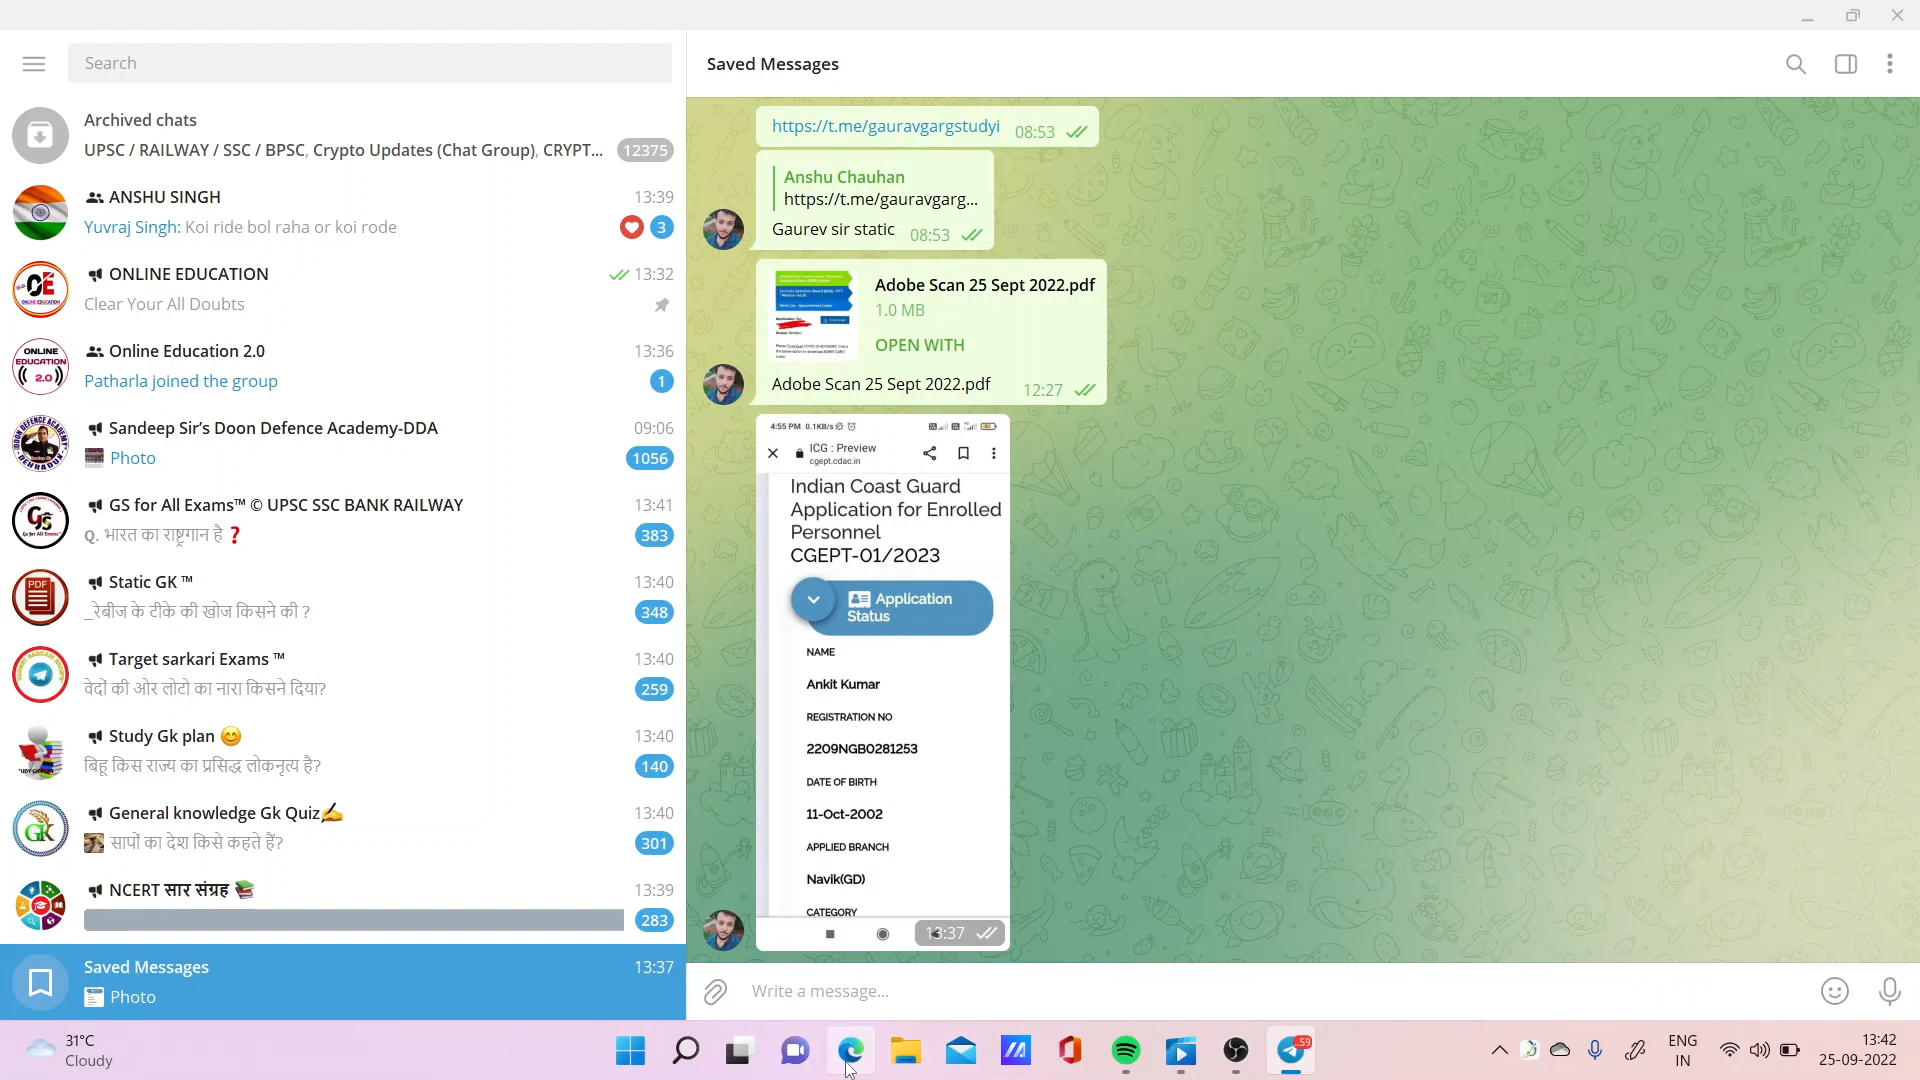 Search
Archived chats
UPSC / RAILWAY / SSC / BPSC, Crypto Updates (Chat Group), CRYPT... 12375
ANSHU SINGH 13:39
Yuvraj Singh: Koi ride bol raha or koi rode 3
ONLINE EDUCATION 13:32
Clear Your All Doubts
ONLINE EDUCATION 2.0
Online Education 2.0 13:36
Patharla joined the group 1
Sandeep Sir's Doon Defence Academy-DDA 09:06
Photo 1056
GS for All Exams™ © UPSC SSC BANK RAILWAY 13:41
Q. भारत का राष्ट्रगान है ❓ 383
PDF
Static GK ™ 13:40
_रेबीज के टीके की खोज किसने की ? 348
Target sarkari Exams ™ 13:40
वेदों की ओर लोटो का नारा किसने दिया? 259
Study Gk plan 😊 13:40
बिहू किस राज्य का प्रसिद्ध लोकनृत्य है? 140
General knowledge Gk Quiz✍ 13:40
सापों का देश किसे कहते हैं? 301
NCERT सार संग्रह 📚 13:39
283
Saved Messages 13:37
Photo
Saved Messages
https://t.me/gauravgargstudyi 08:53
Anshu Chauhan
https://t.me/gauravgarg...
Gaurev sir static 08:53
Adobe Scan 25 Sept 2022.pdf
1.0 MB
OPEN WITH
Adobe Scan 25 Sept 2022.pdf 12:27
4:55 PM 0.1KB/s
ICG : Preview
cgept.cdac.in
Indian Coast Guard
Application for Enrolled
Personnel
CGEPT-01/2023
Application
Status
NAME
Ankit Kumar
REGISTRATION NO
2209NGB0281253
DATE OF BIRTH
11-Oct-2002
APPLIED BRANCH
Navik(GD)
CATEGORY
13:37
Write a message...
31°C
Cloudy
59
ENG
IN
13:42
25-09-2022